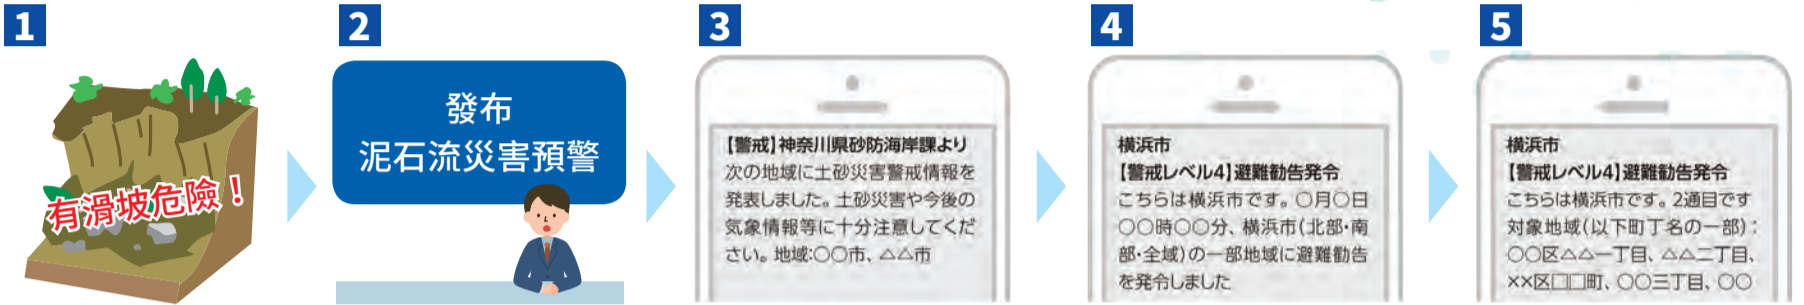 1
有滑坡危險！
2
發布
泥石流災害預警
3
【警戒】神奈川県砂防海岸課より
次の地域に土砂災害警戒情報を
発表しました。土砂災害や今後の
気象情報等に十分注意してくだ
さい。地域:〇〇市、△△市
4
横浜市
【警戒レベル4】避難勧告発令
こちらは横浜市です。〇月〇日
〇〇時〇〇分、横浜市(北部･南
部･全域)の一部地域に避難勧告
を発令しました
5
横浜市
【警戒レベル4】避難勧告発令
こちらは横浜市です。2通目です
対象地域(以下町丁名の一部)：
〇〇区△△一丁目、△△二丁目、
××区□□町、〇〇三丁目、〇〇